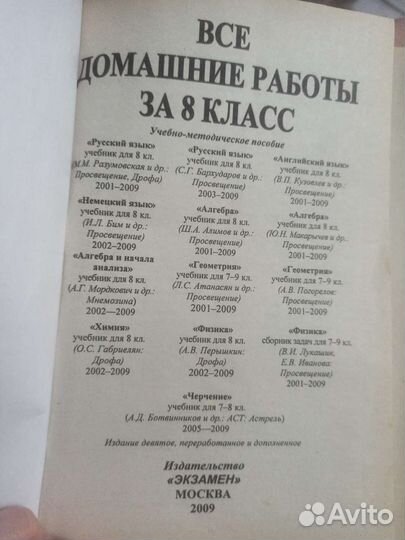 ВСЕ
ДОМАШНИЕ РАБОТЫ
ЗА 8 КЛАСС
Учебно-методическое пособие
«Русский язык»
учебник для 8 кл.
(М.М. Разумовская и др.:
Просвещение, Дрофа)
2001–2009
«Русский язык»
учебник для 8 кл.
(С.Г. Бархударов и др.:
Просвещение)
2003–2009
«Английский язык»
учебник для 8 кл.
(В.П. Кузовлев и др.:
Просвещение)
2001–2009
«Немецкий язык»
учебник для 8 кл.
(И.Л. Бим и др.:
Просвещение)
2002–2009
«Алгебра»
учебник для 8 кл.
(Ш.А. Алимов и др.:
Просвещение)
2001–2009
«Алгебра»
учебник для 8 кл.
(Ю.Н. Макарычев и др.:
Просвещение)
2001–2009
«Алгебра и начала
анализа»
учебник для 8 кл.
(А.Г. Мордкович и др.:
Мнемозина)
2002—2009
«Геометрия»
учебник для 7–9 кл.
(Л.С. Атанасян и др.:
Просвещение)
2001–2009
«Геометрия»
учебник для 7–9 кл.
(А.В. Погорелов:
Просвещение)
2001–2009
«Химия»
учебник для 8 кл.
(О.С. Габриелян:
Дрофа)
2002–2009
«Физика»
учебник для 8 кл.
(А.В. Перышкин:
Дрофа)
2002–2009
«Физика»
сборник задач для 7–9 кл.
(В.И. Лукашик,
Е.В. Иванова:
Просвещение)
2001–2009
«Черчение»
учебник для 7–8 кл.
(А.Д. Ботвинников и др.: АСТ: Астрель)
2005—2009
Издание девятое, переработанное и дополненное
Издательство
«ЭКЗАМЕН»
МОСКВА
2009
Avito